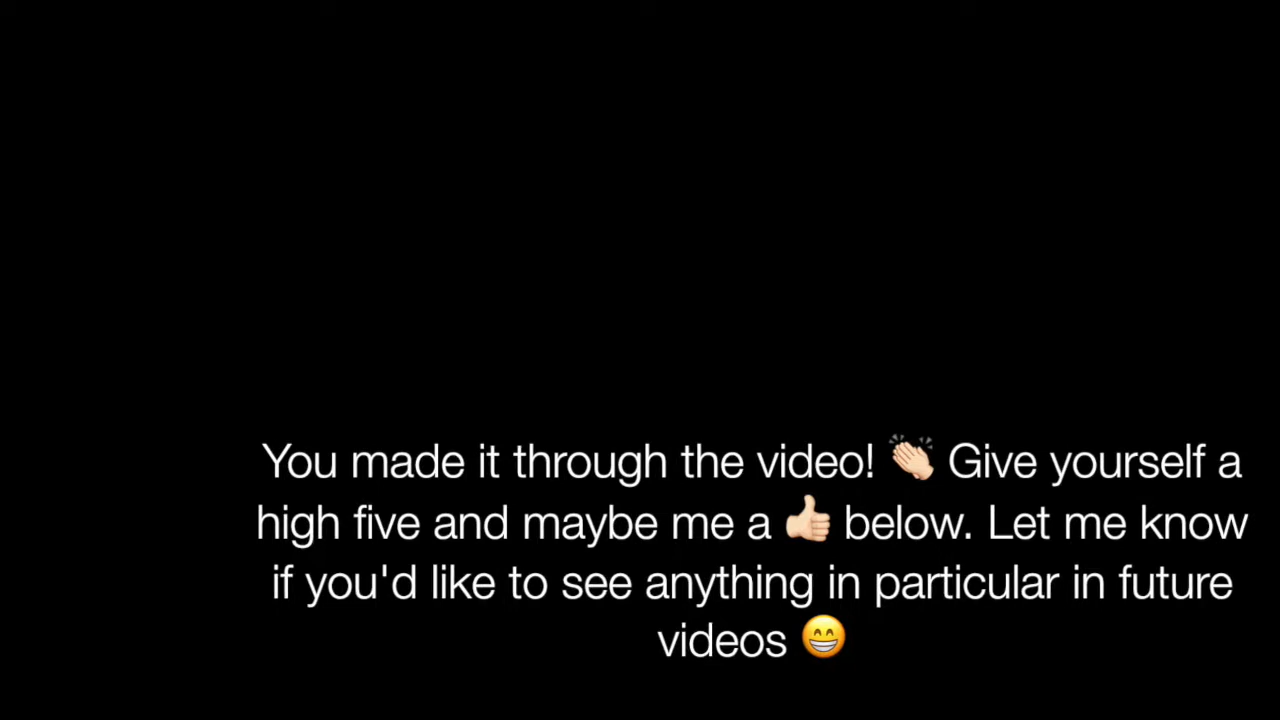 You made it through the video! 👏🏻 Give yourself a
high five and maybe me a 👍🏻 below. Let me know
if you'd like to see anything in particular in future
videos 😁